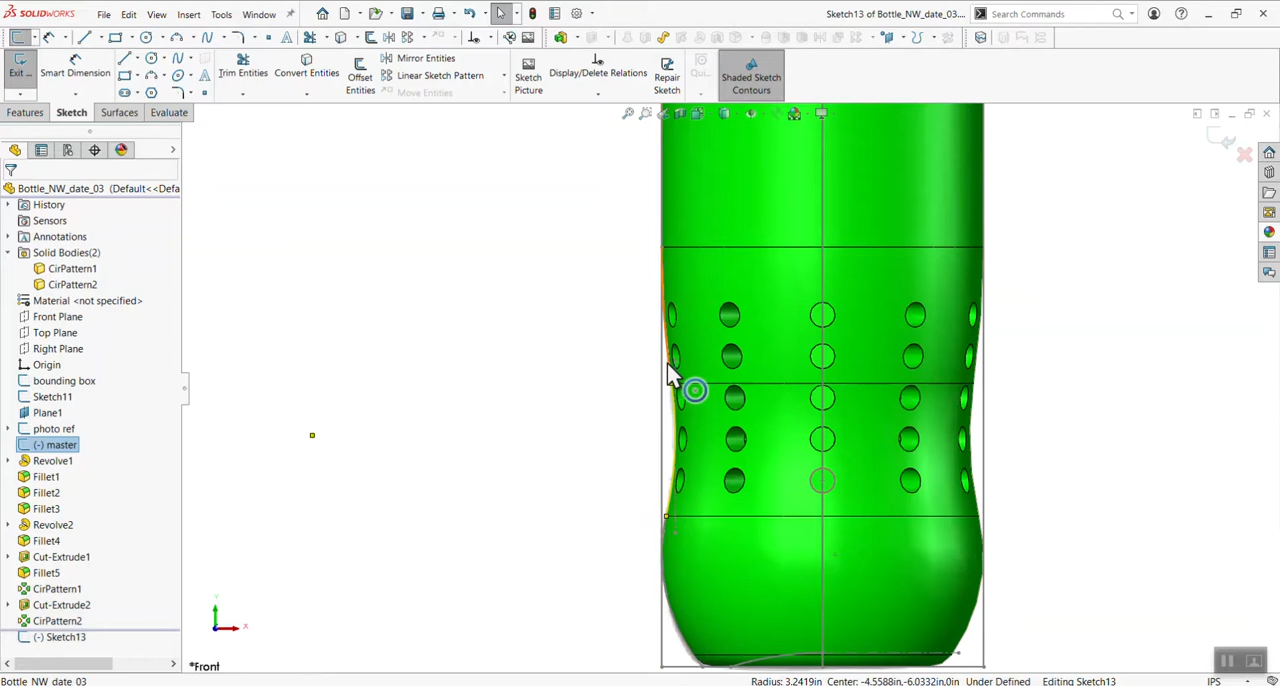 SOLIDWORKS File Edit View Insert Tools Window Sketch13 of Bottle_NW_date_03.... Search Commands
Exit ... Smart Dimension Trim Entities Convert Entities Offset Entities Mirror Entities Linear Sketch Pattern Move Entities Sketch Picture Display/Delete Relations Repair Sketch Qui... Shaded Sketch Contours
Features Sketch Surfaces Evaluate
Bottle_NW_date_03 (Default<<Defa
History
Sensors
Annotations
Solid Bodies(2)
CirPattern1
CirPattern2
Material <not specified>
Front Plane
Top Plane
Right Plane
Origin
bounding box
Sketch11
Plane1
photo ref
(-) master
Revolve1
Fillet1
Fillet2
Fillet3
Revolve2
Fillet4
Cut-Extrude1
Fillet5
CirPattern1
Cut-Extrude2
CirPattern2
(-) Sketch13
Y
X
*Front
Bottle_NW_date_03 Radius: 3.2419in Center: -4.5588in,-6.0332in,0in Under Defined Editing Sketch13 IPS